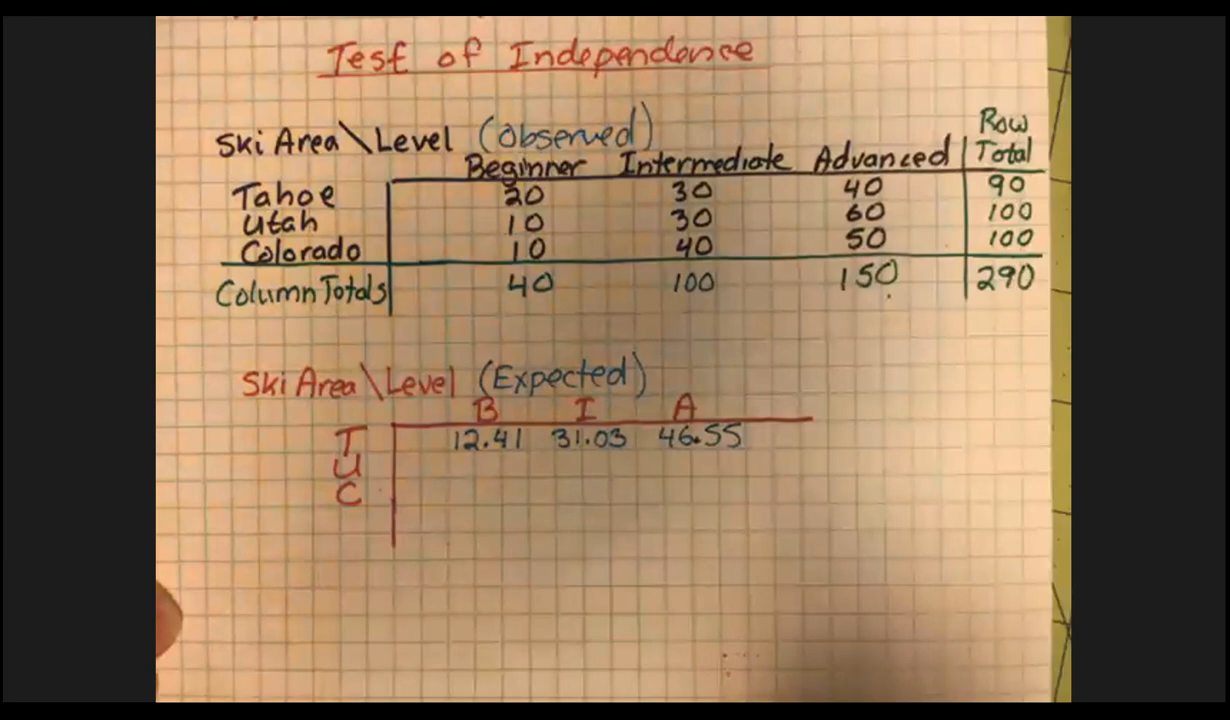 Test of Independence
Ski Area\Level (Observed)
Beginner Intermediate Advanced Row Total
Tahoe 20 30 40 90
Utah 10 30 60 100
Colorado 10 40 50 100
Column Totals 40 100 150 290
Ski Area\Level (Expected)
B I A
T 12.41 31.03 46.55
U
C